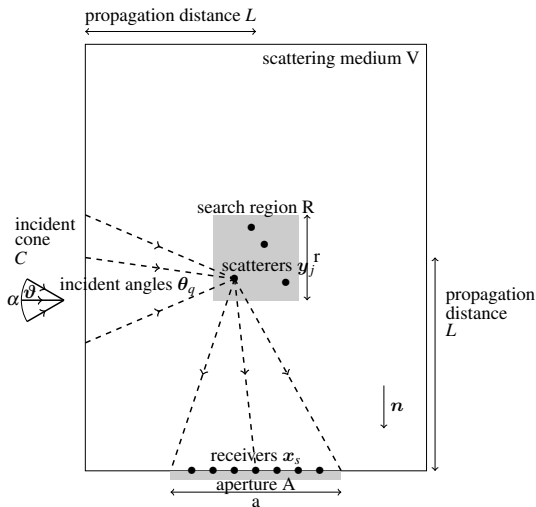 propagation distance L
scattering medium V
search region R
incident
cone
C
r
scatterers y_j
incident angles θ_q
α
ϑ
propagation
distance
L
n
receivers x_s
aperture A
a